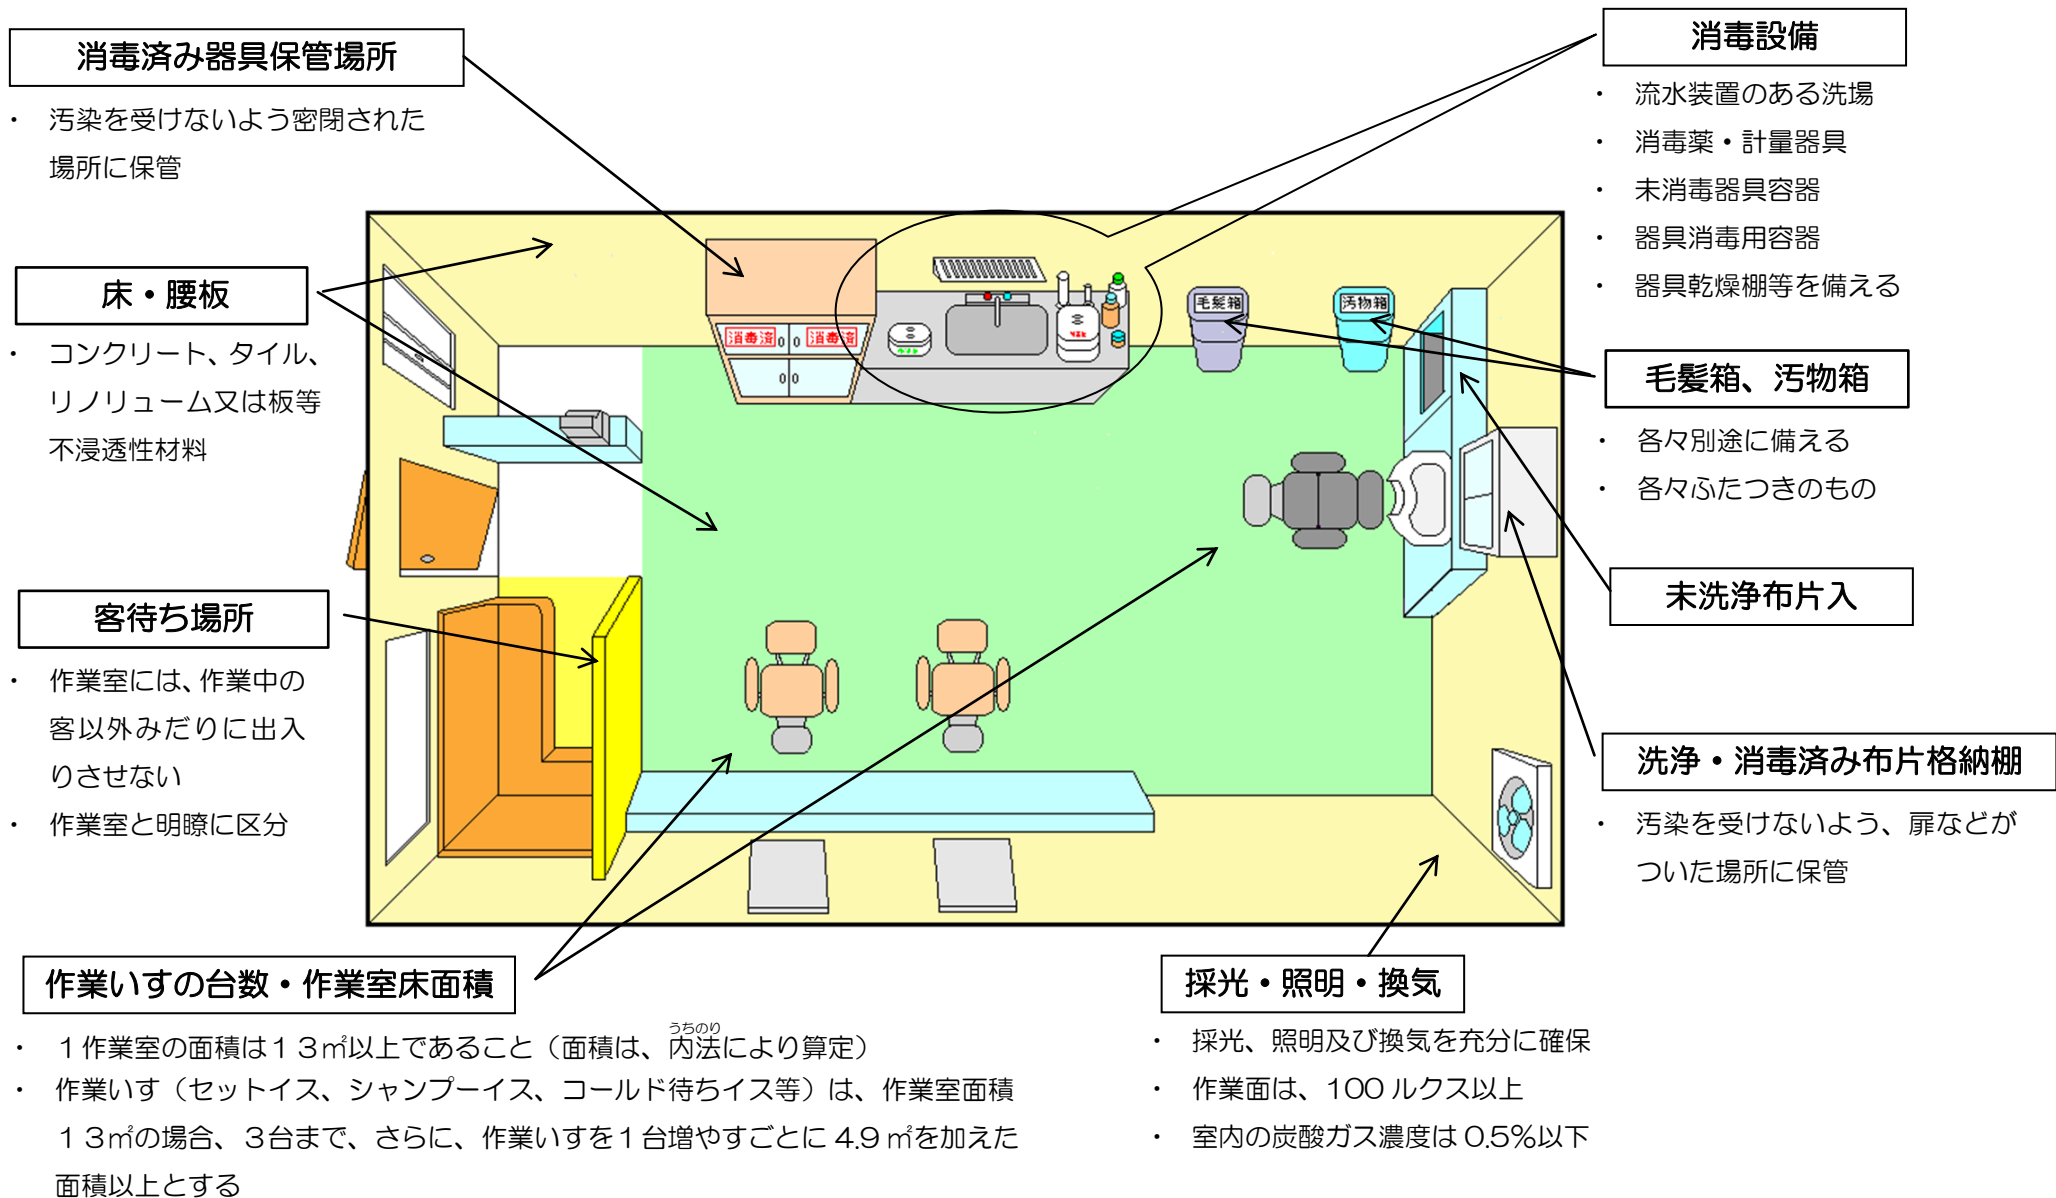 消毒済み器具保管場所
・ 汚染を受けないよう密閉された
場所に保管
床・腰板
・ コンクリート、タイル、
リノリューム又は板等
不浸透性材料
客待ち場所
・ 作業室には、作業中の
客以外みだりに出入
りさせない
・ 作業室と明瞭に区分
消毒済
消毒済
毛髪箱
汚物箱
消毒設備
・ 流水装置のある洗場
・ 消毒薬・計量器具
・ 未消毒器具容器
・ 器具消毒用容器
・ 器具乾燥棚等を備える
毛髪箱、汚物箱
・ 各々別途に備える
・ 各々ふたつきのもの
未洗浄布片入
洗浄・消毒済み布片格納棚
・ 汚染を受けないよう、扉などが
ついた場所に保管
作業いすの台数・作業室床面積
うちのり
・ １作業室の面積は１３㎡以上であること（面積は、内法により算定）
・ 作業いす（セットイス、シャンプーイス、コールド待ちイス等）は、作業室面積
１３㎡の場合、３台まで、さらに、作業いすを１台増やすごとに 4.9 ㎡を加えた
面積以上とする
採光・照明・換気
・ 採光、照明及び換気を充分に確保
・ 作業面は、100 ルクス以上
・ 室内の炭酸ガス濃度は 0.5%以下